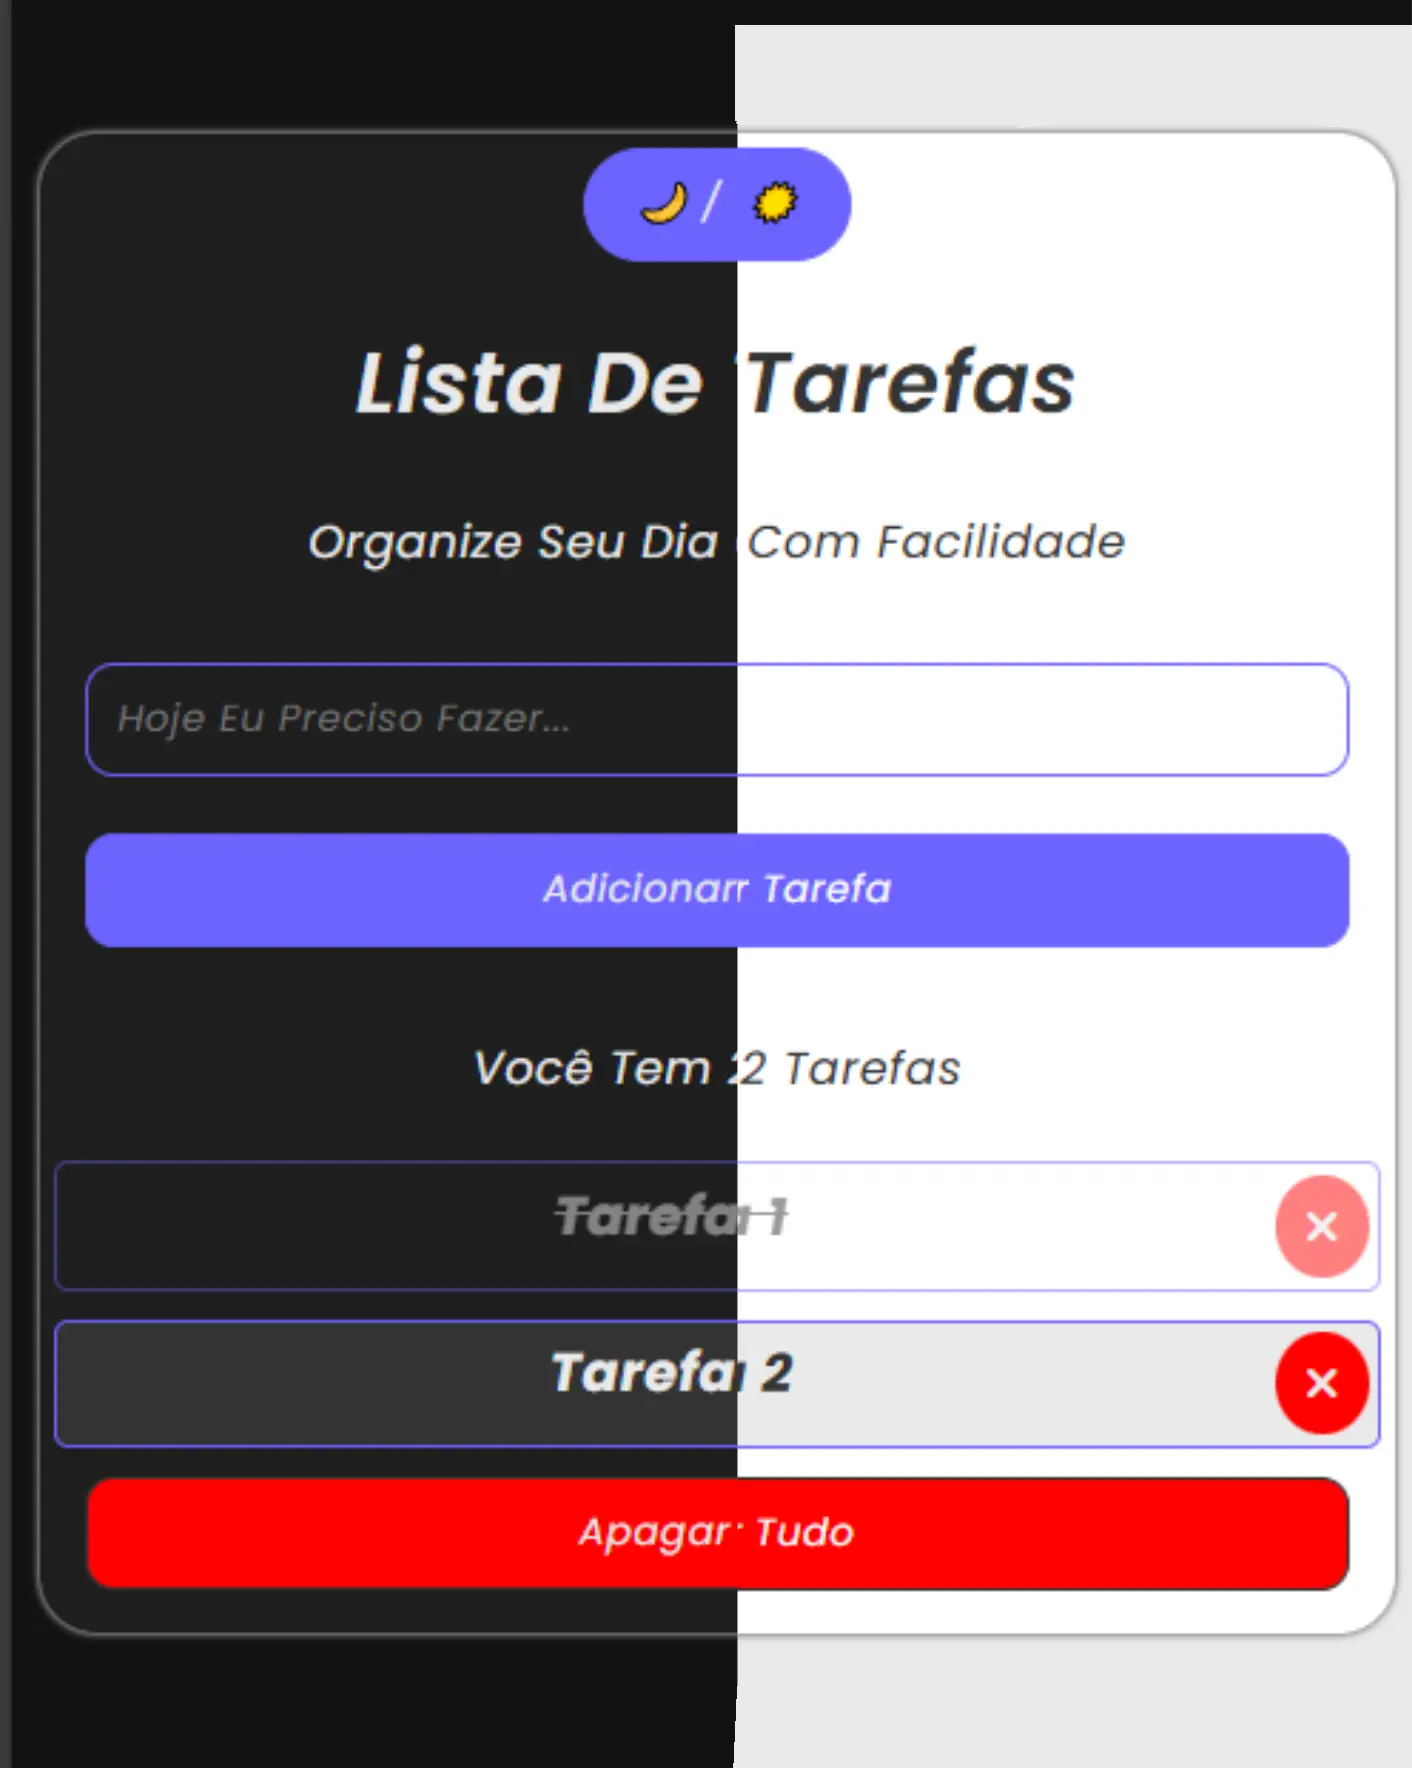 🌙 / ☀
Lista De Tarefas
Organize Seu Dia Com Facilidade
Hoje Eu Preciso Fazer...
Adicionarr Tarefa
Você Tem 22 Tarefas
Tarefa 1 ×
Tarefa 2 ×
Apagar Tudo